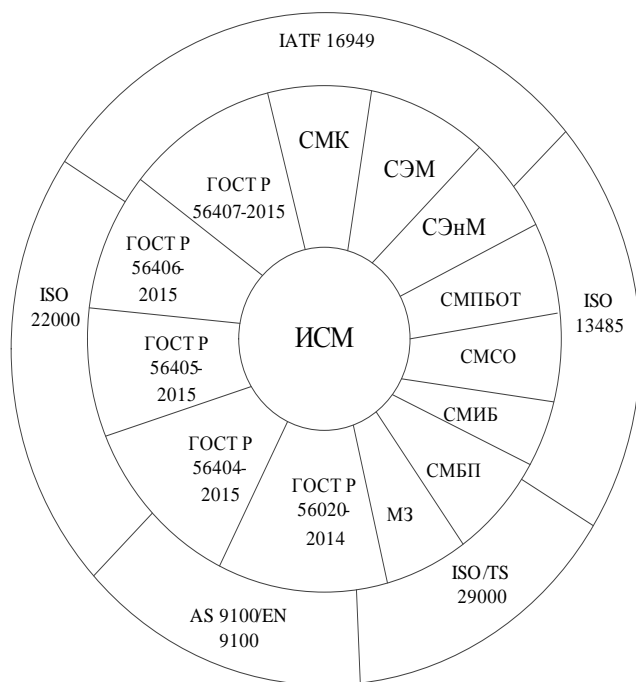 IATF 16949
СМК
СЭМ
СЭнМ
СМПБОТ
СМСО
СМИБ
СМБП
МЗ
ГОСТ Р
56020-
2014
ГОСТ Р
56404-
2015
ГОСТ Р
56405-
2015
ГОСТ Р
56406-
2015
ГОСТ Р
56407-2015
ИСМ
ISO
13485
ISO/TS
29000
AS 9100/EN
9100
ISO
22000